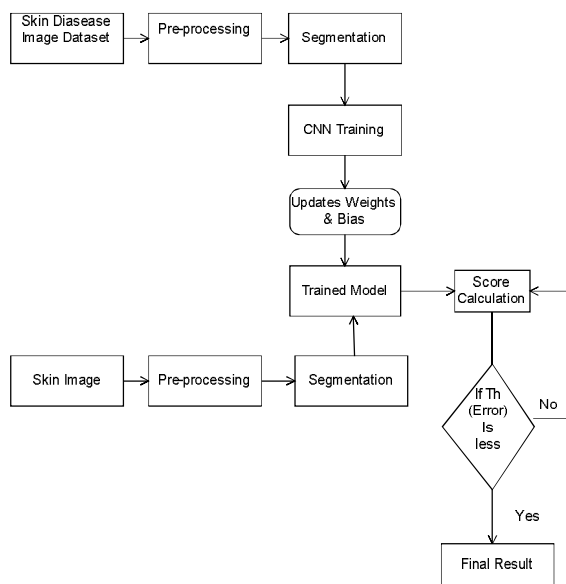 Skin Diasease
Image Dataset
Pre-processing
Segmentation
CNN Training
Updates Weights
& Bias
Trained Model
Score
Calculation
Skin Image
Pre-processing
Segmentation
If Th
(Error)
Is
less
No
Yes
Final Result